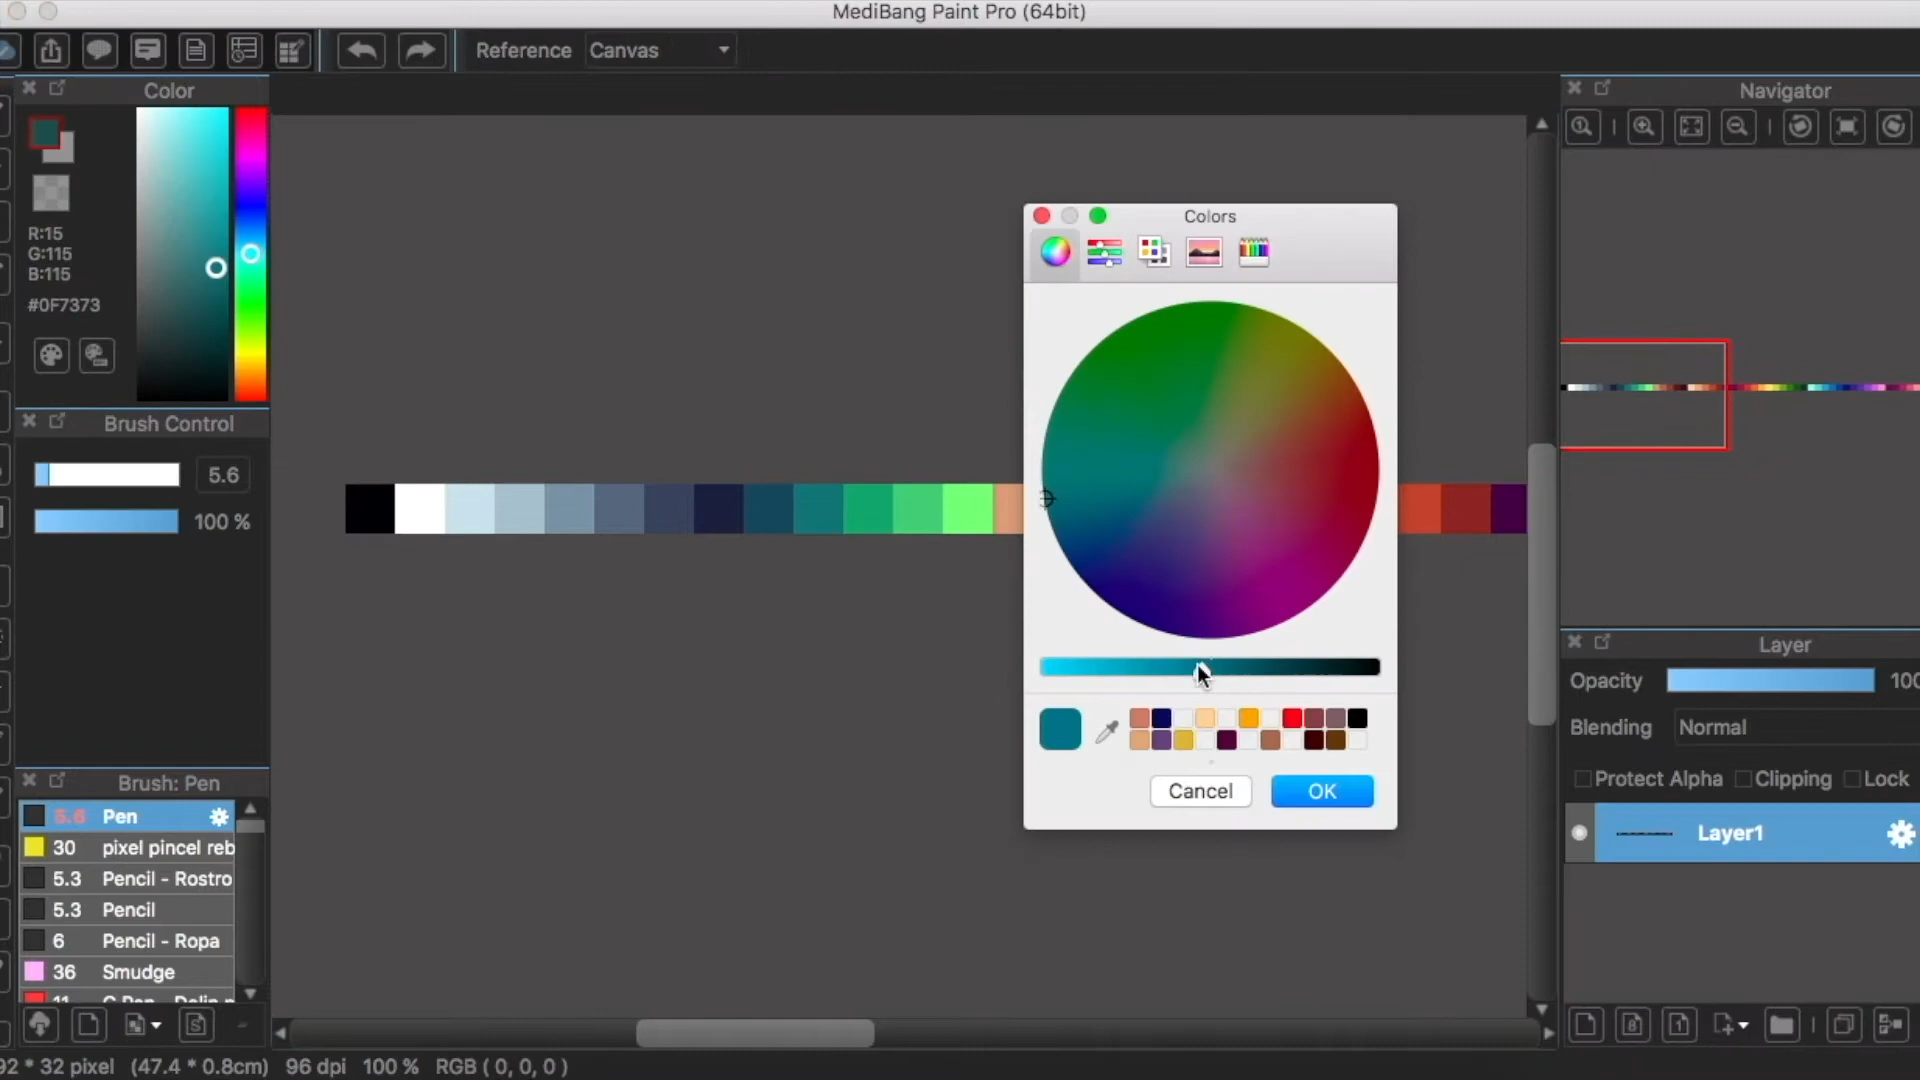 MediBang Paint Pro (64bit)
Reference Canvas
Color
R:15
G:115
B:115
#0F7373
Brush Control
5.6
100 %
Brush: Pen
5.6 Pen
30 pixel pincel reb
5.3 Pencil - Rostro
5.3 Pencil
6 Pencil - Ropa
36 Smudge
Colors
Cancel
OK
Navigator
Layer
Opacity 100
Blending Normal
Protect Alpha Clipping Lock
Layer1
92 * 32 pixel (47.4 * 0.8cm) 96 dpi 100 % RGB ( 0, 0, 0 )